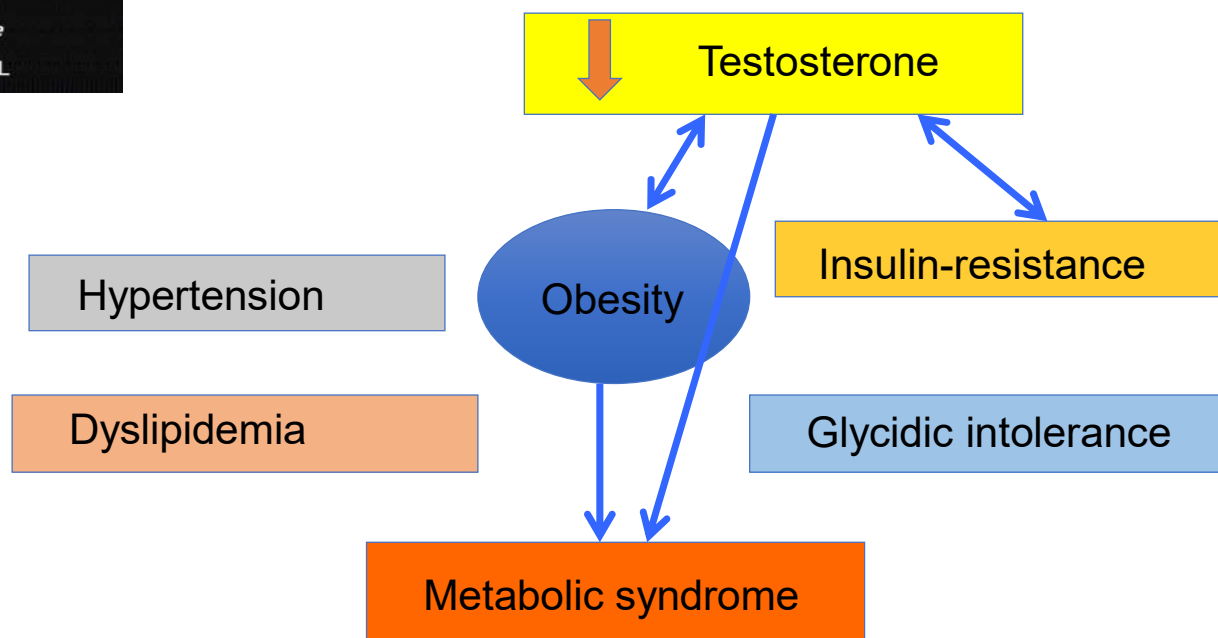 Testosterone
Insulin-resistance
Hypertension
Obesity
Dyslipidemia
Glycidic intolerance
Metabolic syndrome